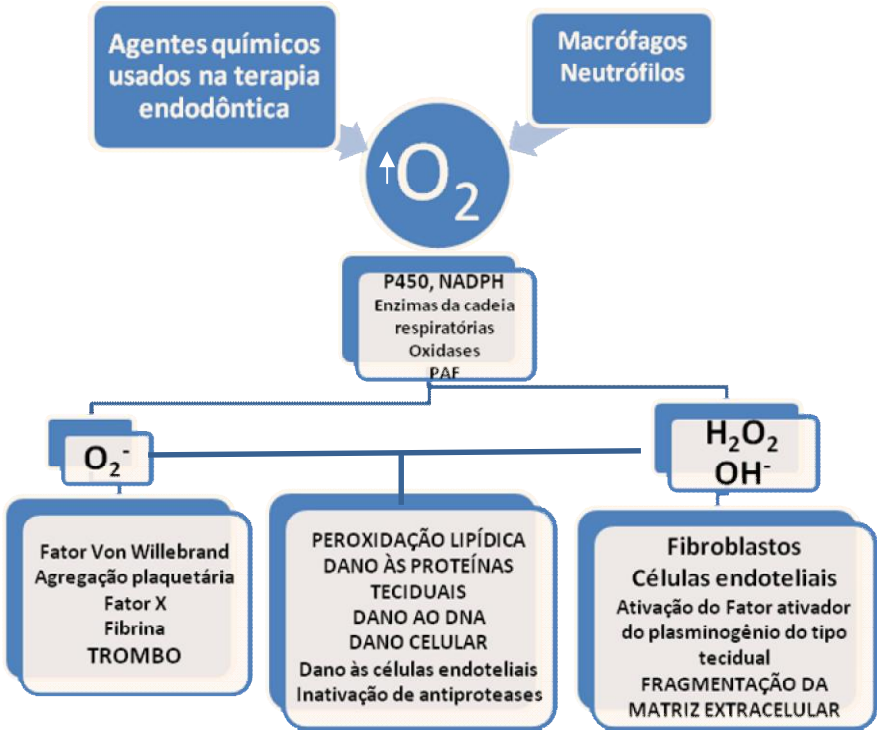 Agentes químicos
usados na terapia
endodôntica
Macrófagos
Neutrófilos
↑O₂
P450, NADPH
Enzimas da cadeia
respiratórias
Oxidases
PAF
O₂⁻
H₂O₂
OH⁻
Fator Von Willebrand
Agregação plaquetária
Fator X
Fibrina
TROMBO
PEROXIDAÇÃO LIPÍDICA
DANO ÀS PROTEÍNAS
TECIDUAIS
DANO AO DNA
DANO CELULAR
Dano às células endoteliais
Inativação de antiproteases
Fibroblastos
Células endoteliais
Ativação do Fator ativador
do plasminogênio do tipo
tecidual
FRAGMENTAÇÃO DA
MATRIZ EXTRACELULAR